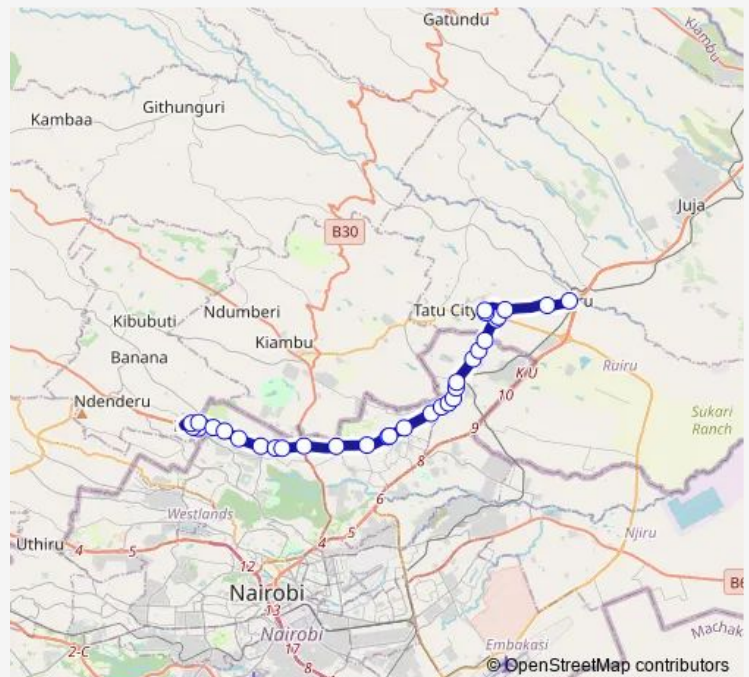 Gatundu
Kiambu
Githunguri
Kambaa
Juja
B30
Ndumberi
Tatu City
Kibubuti
Kiambu
Banana
Ruiru
KU
10
Ndenderu
Sukari
Ranch
9
8
6
Westlands
Njiru
5
4
Uthiru
4
5
12
B6
Nairobi
13
Nairobi
Machak
17
Embakasi
2-C
8
© OpenStreetMap contributors